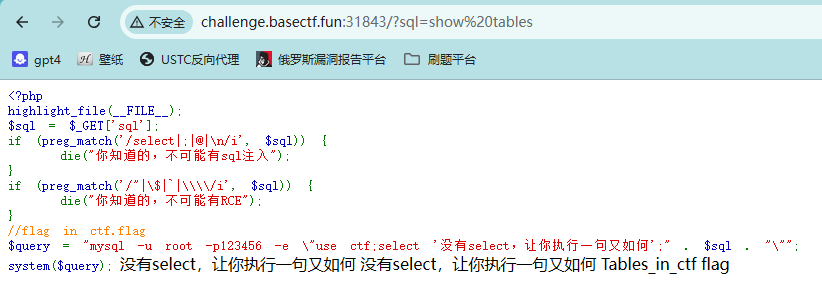 不安全 challenge.basectf.fun:31843/?sql=show%20tables
gpt4 壁纸 USTC反向代理 俄罗斯漏洞报告平台 刷题平台
<?php
highlight_file(__FILE__);
$sql = $_GET['sql'];
if (preg_match('/select|;|@|\n/i', $sql)) {
die("你知道的，不可能有sql注入");
}
if (preg_match('/"|\$|`|\\\\/i', $sql)) {
die("你知道的，不可能有RCE");
}
//flag in ctf.flag
$query = "mysql -u root -p123456 -e \"use ctf;select '没有select，让你执行一句又如何';" . $sql . "\"";
system($query); 没有select，让你执行一句又如何 没有select，让你执行一句又如何 Tables_in_ctf flag